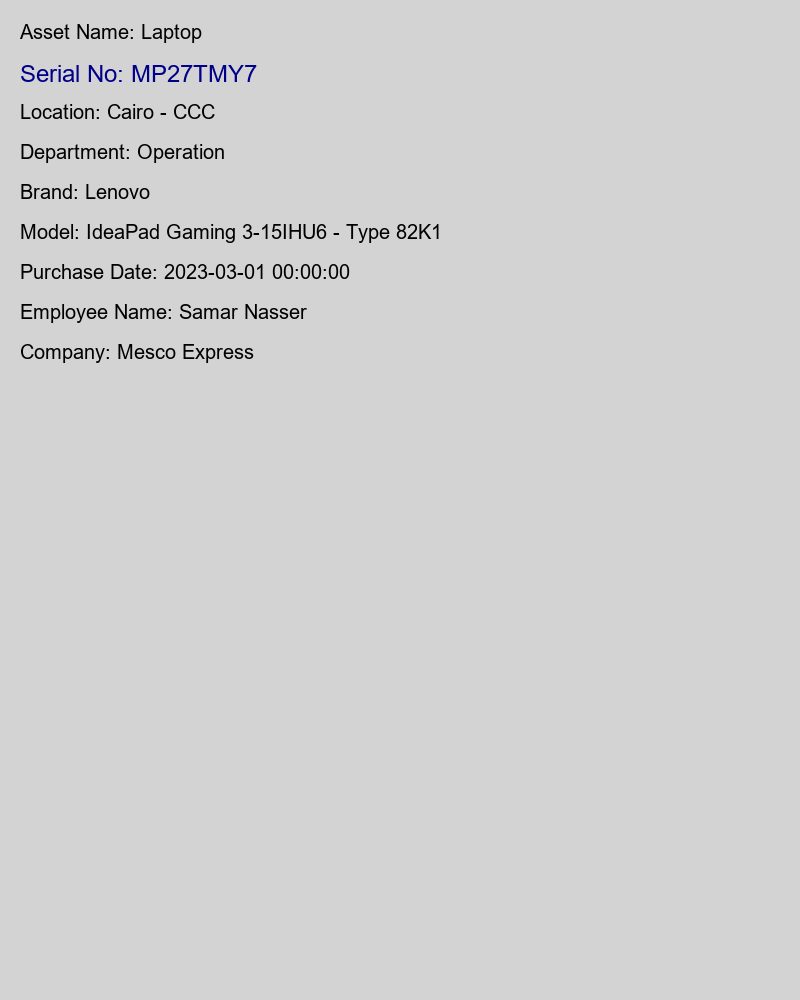 Asset Name: Laptop
Serial No: MP27TMY7
Location: Cairo - CCC
Department: Operation
Brand: Lenovo
Model: IdeaPad Gaming 3-15IHU6 - Type 82K1
Purchase Date: 2023-03-01 00:00:00
Employee Name: Samar Nasser
Company: Mesco Express